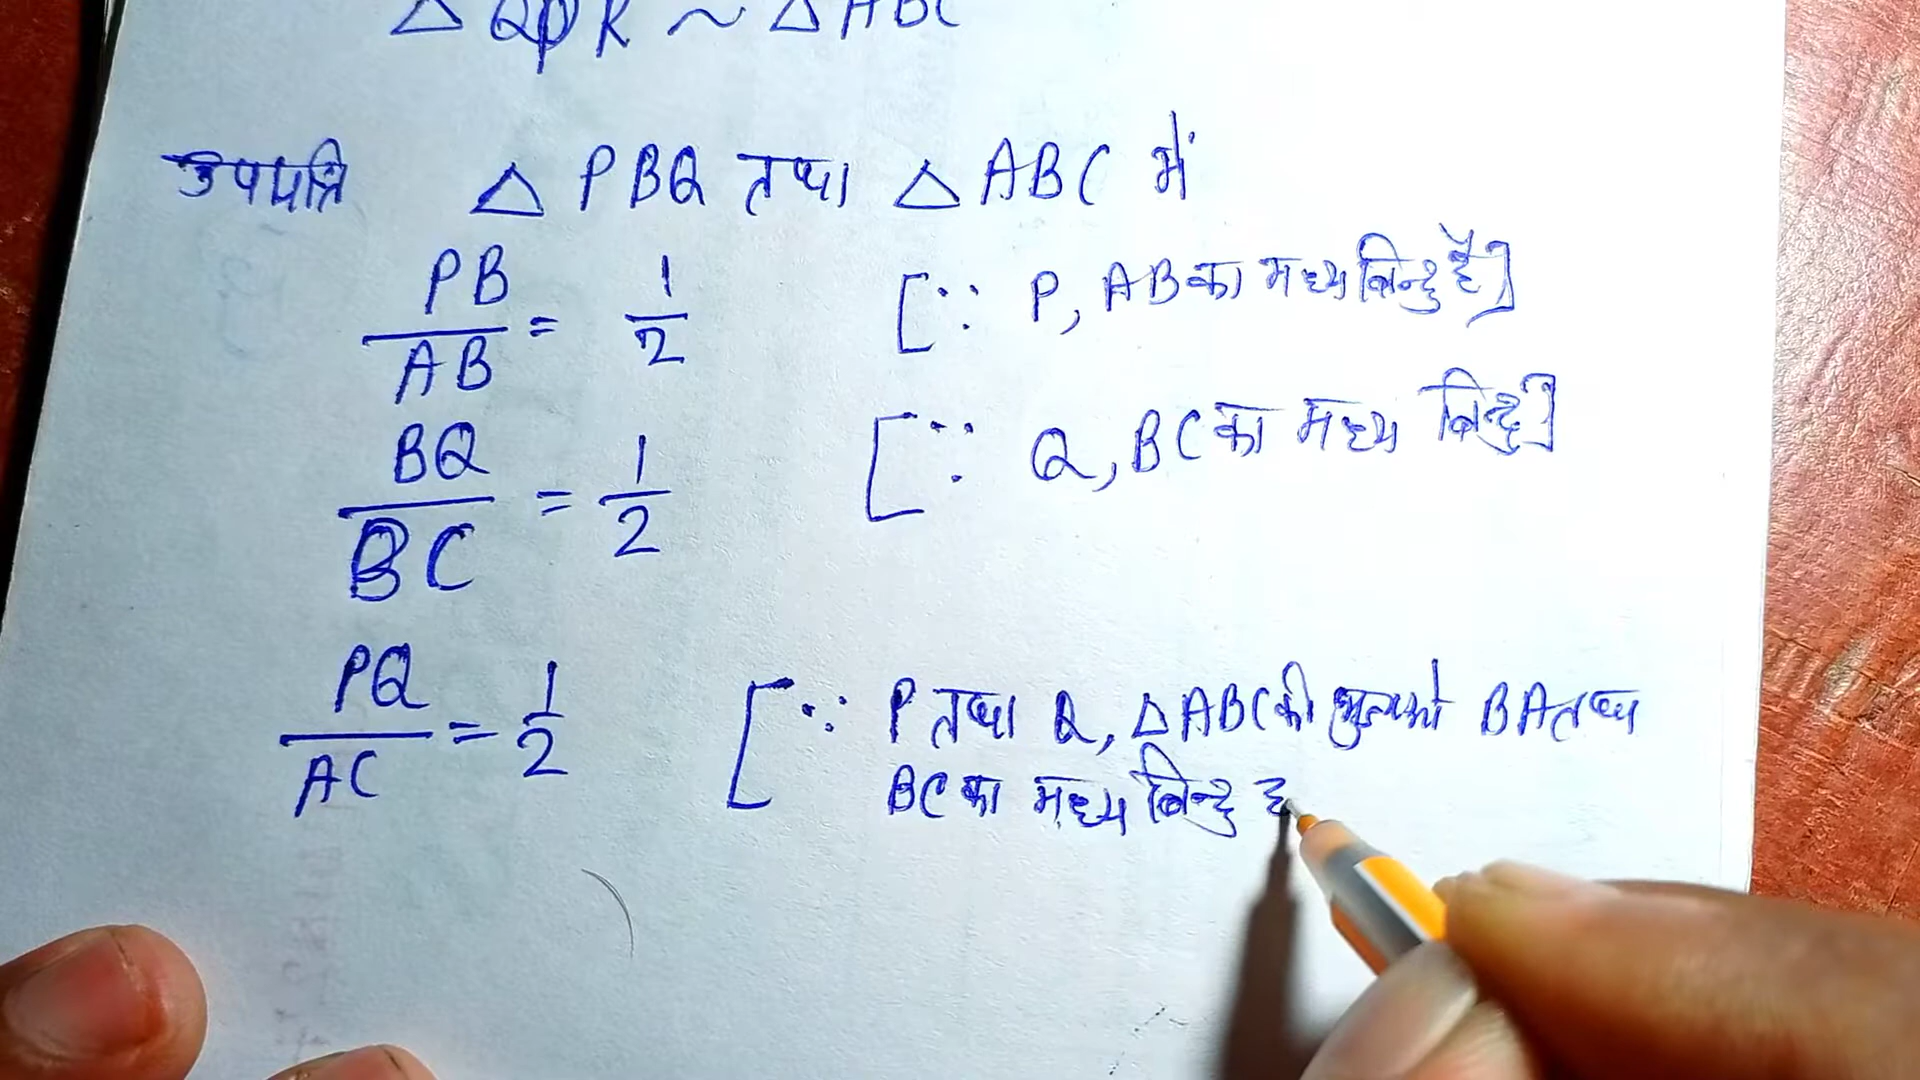 △ QPR ~ △ ABC
उपपत्ति △ PBQ तथा △ ABC में
PB/AB = 1/2 [∵ P, AB का मध्य बिन्दु है]
BQ/BC = 1/2 [∵ Q, BC का मध्य बिन्दु]
PQ/AC = 1/2 [∵ P तथा Q, △ABC की भुजाओं BA तथा
BC का मध्य बिन्दु ह